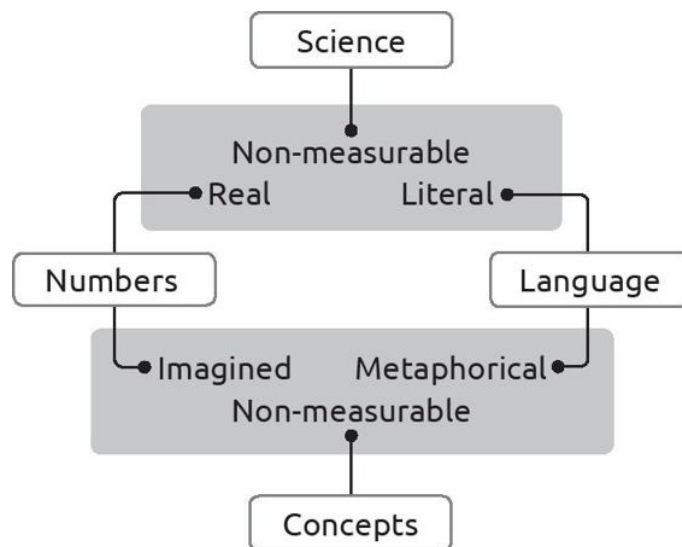 Science
Non-measurable
Real Literal
Numbers Language
Imagined Metaphorical
Non-measurable
Concepts